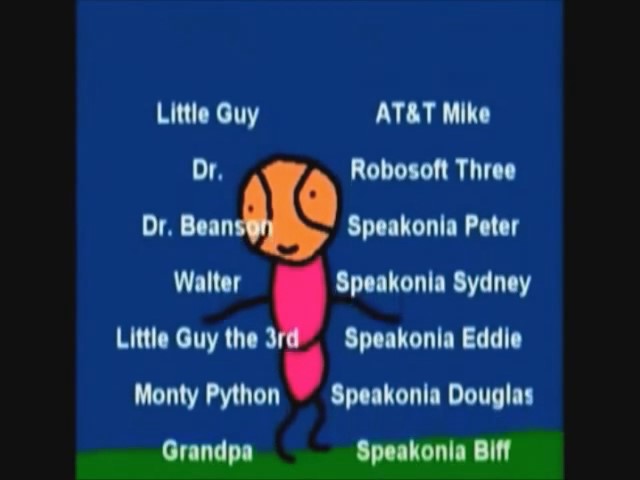 Little Guy AT&T Mike
Dr. Robosoft Three
Dr. Beanson Speakonia Peter
Walter Speakonia Sydney
Little Guy the 3rd Speakonia Eddie
Monty Python Speakonia Douglas
Grandpa Speakonia Biff